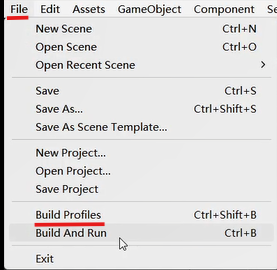 File Edit Assets GameObject Component Se
New Scene Ctrl+N
Open Scene Ctrl+O
Open Recent Scene >
Save Ctrl+S
Save As... Ctrl+Shift+S
Save As Scene Template...
New Project...
Open Project...
Save Project
Build Profiles Ctrl+Shift+B
Build And Run Ctrl+B
Exit